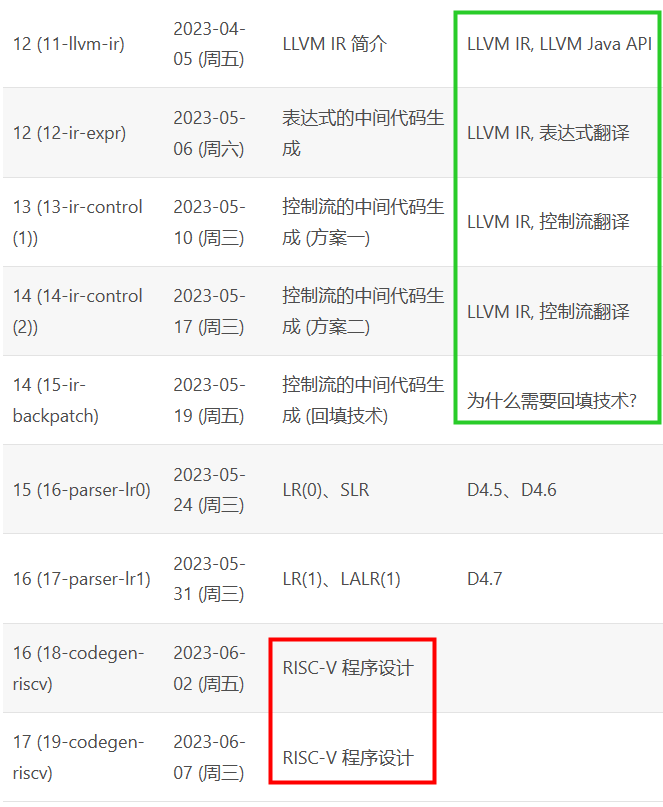 12 (11-llvm-ir)
2023-04-
05 (周五)
LLVM IR 简介
LLVM IR, LLVM Java API
12 (12-ir-expr)
2023-05-
06 (周六)
表达式的中间代码生
成
LLVM IR, 表达式翻译
13 (13-ir-control
(1))
2023-05-
10 (周三)
控制流的中间代码生
成 (方案一)
LLVM IR, 控制流翻译
14 (14-ir-control
(2))
2023-05-
17 (周三)
控制流的中间代码生
成 (方案二)
LLVM IR, 控制流翻译
14 (15-ir-
backpatch)
2023-05-
19 (周五)
控制流的中间代码生
成 (回填技术)
为什么需要回填技术?
15 (16-parser-lr0)
2023-05-
24 (周三)
LR(0)、SLR
D4.5、D4.6
16 (17-parser-lr1)
2023-05-
31 (周三)
LR(1)、LALR(1)
D4.7
16 (18-codegen-
riscv)
2023-06-
02 (周五)
RISC-V 程序设计
17 (19-codegen-
riscv)
2023-06-
07 (周三)
RISC-V 程序设计